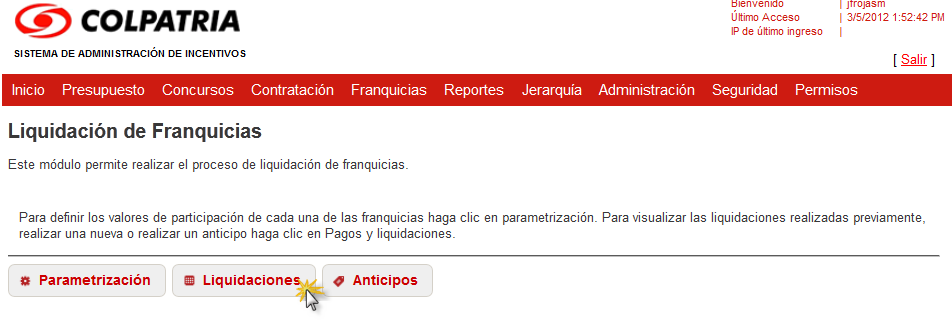 COLPATRIA
SISTEMA DE ADMINISTRACIÓN DE INCENTIVOS
Bienvenido | jfrojasm
Último Acceso | 3/5/2012 1:52:42 PM
IP de último ingreso |
[ Salir ]
Inicio Presupuesto Concursos Contratación Franquicias Reportes Jerarquía Administración Seguridad Permisos
Liquidación de Franquicias
Este módulo permite realizar el proceso de liquidación de franquicias.
Para definir los valores de participación de cada una de las franquicias haga clic en parametrización. Para visualizar las liquidaciones realizadas previamente,
realizar una nueva o realizar un anticipo haga clic en Pagos y liquidaciones.
Parametrización Liquidaciones Anticipos